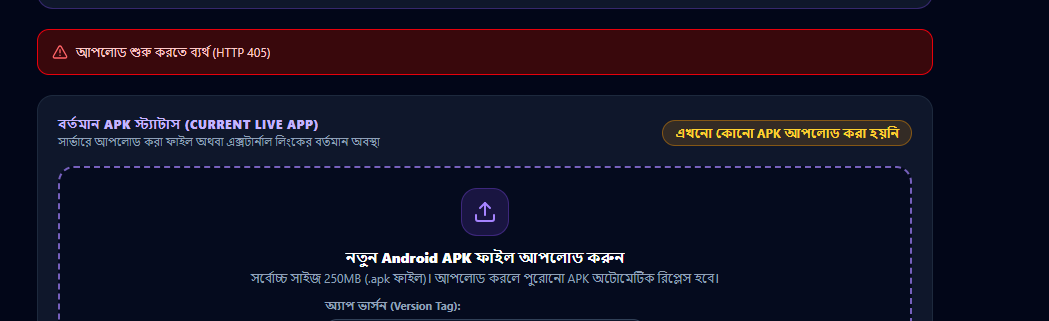 আপলোড শুরু করতে ব্যর্থ (HTTP 405)
বর্তমান APK স্ট্যাটাস (CURRENT LIVE APP)
সার্ভারে আপলোড করা ফাইল অথবা এক্সটার্নাল লিংকের বর্তমান অবস্থা
এখনো কোনো APK আপলোড করা হয়নি
নতুন Android APK ফাইল আপলোড করুন
সর্বোচ্চ সাইজ 250MB (.apk ফাইল)। আপলোড করলে পুরোনো APK অটোমেটিক রিপ্লেস হবে।
অ্যাপ ভার্সন (Version Tag):